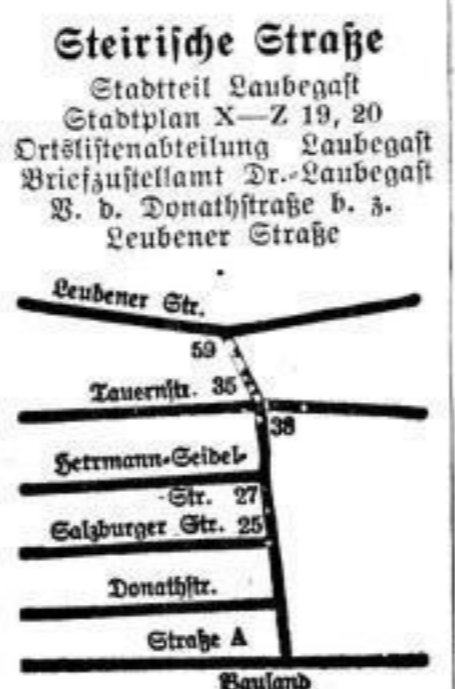 Steirische Straße
Stadtteil Laubegast
Stadtplan X—Z 19, 20
Ortslistenabteilung Laubegast
Briefzustellamt Dr.-Laubegast
V. d. Donathstraße b. z.
Leubener Straße
Leubener Str.
59
Tauernstr. 35
38
Hermann-Seidel-
Str. 27
Salzburger Str. 25
Donathstr.
Straße A
Bauland